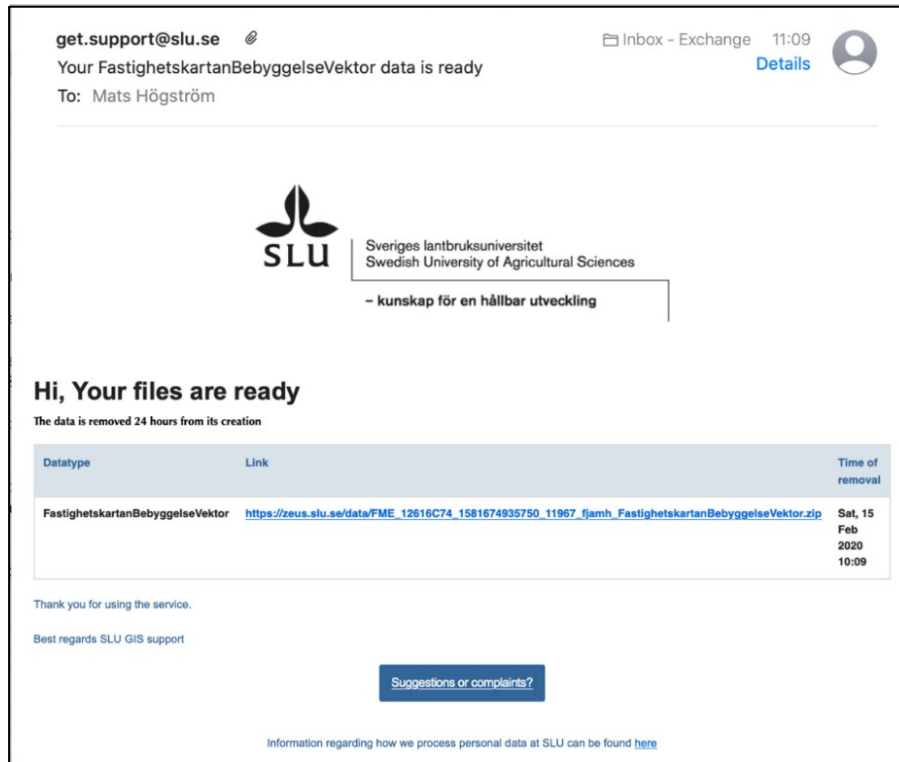 get.support@slu.se
Inbox - Exchange 11:09
Your FastighetskartanBebyggelseVektor data is ready
Details
To: Mats Högström
SLU
Sveriges lantbruksuniversitet
Swedish University of Agricultural Sciences
– kunskap för en hållbar utveckling
Hi, Your files are ready
The data is removed 24 hours from its creation
Datatype Link Time of
removal
FastighetskartanBebyggelseVektor https://zeus.slu.se/data/FME_12616C74_1581674935750_11967_fjamh_FastighetskartanBebyggelseVektor.zip Sat, 15
Feb
2020
10:09
Thank you for using the service.
Best regards SLU GIS support
Suggestions or complaints?
Information regarding how we process personal data at SLU can be found here